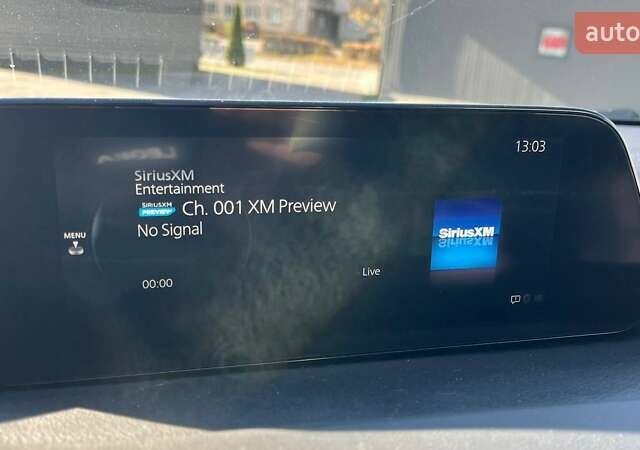 auto
13:03
SiriusXM
Entertainment
SIRIUSXM
PREVIEW
Ch. 001 XM Preview
No Signal
MENU
SiriusXM
Live
00:00